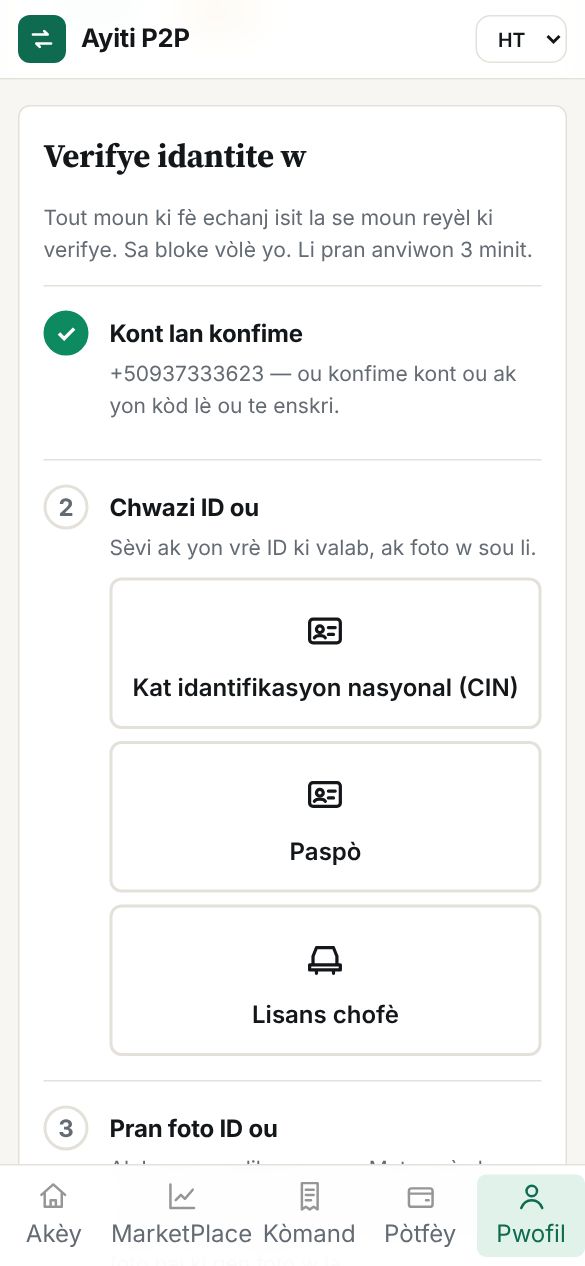 Ayiti P2P
HT
Verifye idantite w
Tout moun ki fè echanj isit la se moun reyèl ki
verifye. Sa bloke vòlè yo. Li pran anviwon 3 minit.
Kont lan konfime
+50937333623 — ou konfime kont ou ak
yon kòd lè ou te enskri.
2
Chwazi ID ou
Sèvi ak yon vrè ID ki valab, ak foto w sou li.
Kat idantifikasyon nasyonal (CIN)
Paspò
Lisans chofè
3
Pran foto ID ou
Akèy
MarketPlace
Kòmand
Pòtfèy
Pwofil